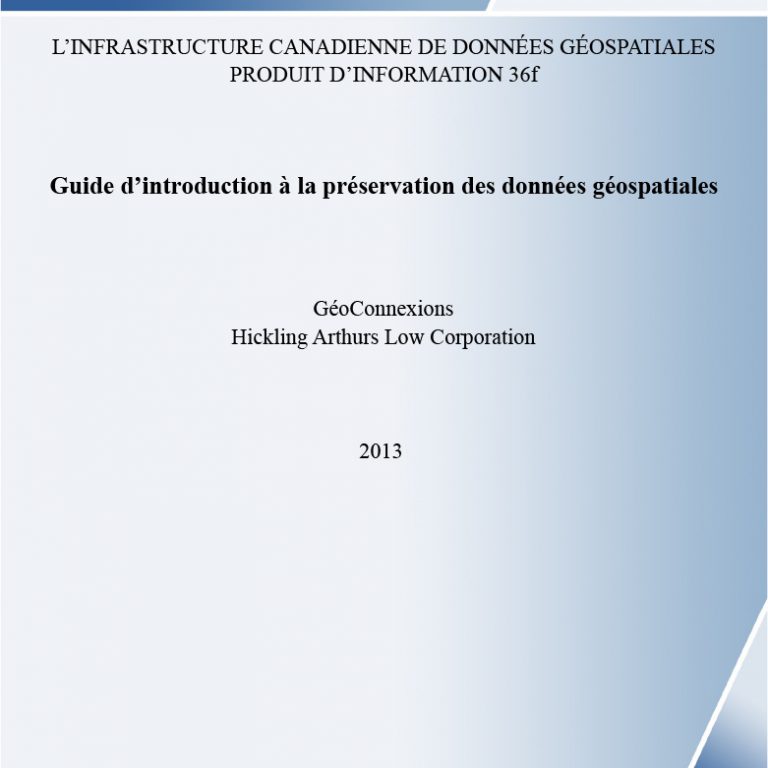 L’INFRASTRUCTURE CANADIENNE DE DONNÉES GÉOSPATIALES
PRODUIT D’INFORMATION 36f
Guide d’introduction à la préservation des données géospatiales
GéoConnexions
Hickling Arthurs Low Corporation
2013